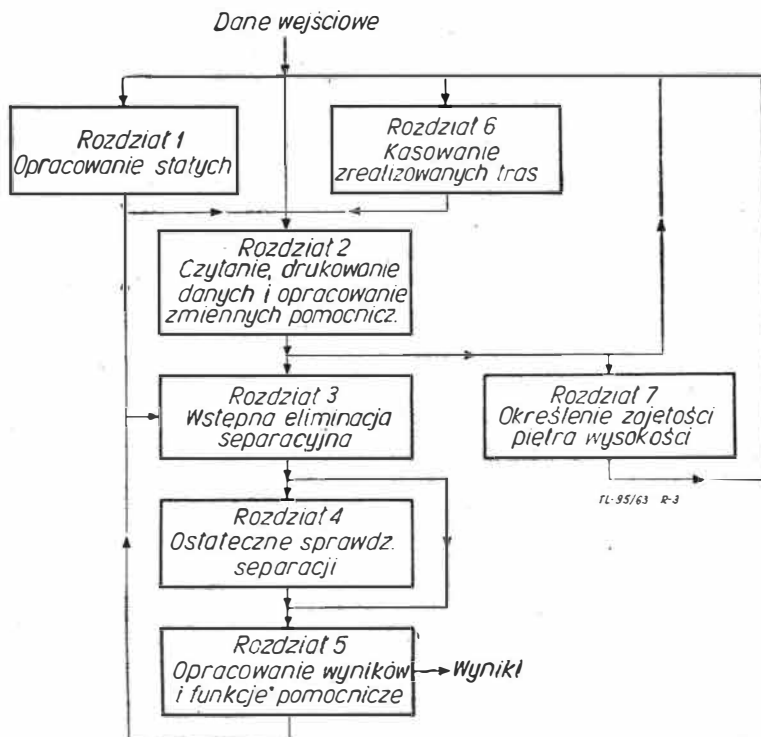 Dane wejściowe
Rozdział 1
Opracowanie stałych
Rozdział 6
Kasowanie
zrealizowanych tras
Rozdział 2
Czytanie, drukowanie
danych i opracowanie
zmiennych pomocnicz.
Rozdział 3
Wstępna eliminacja
separacyjna
Rozdział 7
Określenie zajętości
piętra wysokości
TL-95/63 R-3
Rozdział 4
Ostateczne sprawdz.
separacji
Rozdział 5
Opracowanie wyników
i funkcje pomocnicze
Wyniki